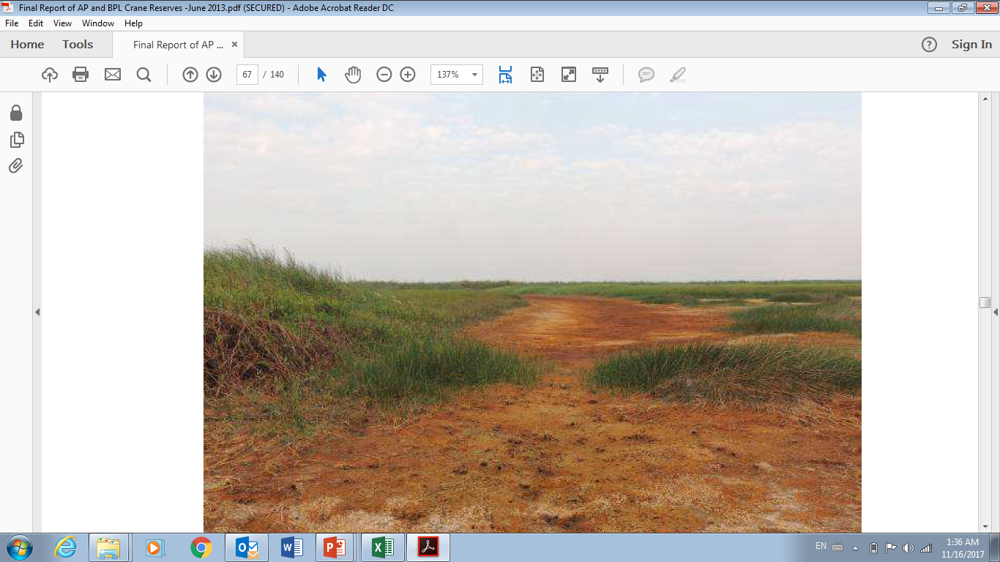 Final Report of AP and BPL Crane Reserves -June 2013.pdf (SECURED) - Adobe Acrobat Reader DC
File Edit View Window Help
Home Tools Final Report of AP ... × Sign In
67 / 140 137%
EN 1:36 AM
11/16/2017